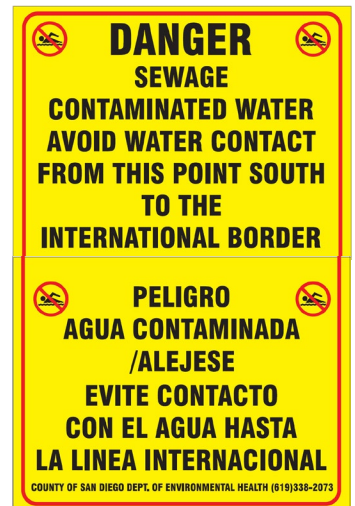 DANGER
SEWAGE
CONTAMINATED WATER
AVOID WATER CONTACT
FROM THIS POINT SOUTH
TO THE
INTERNATIONAL BORDER
PELIGRO
AGUA CONTAMINADA
/ALEJESE
EVITE CONTACTO
CON EL AGUA HASTA
LA LINEA INTERNACIONAL
COUNTY OF SAN DIEGO DEPT. OF ENVIRONMENTAL HEALTH (619)338-2073